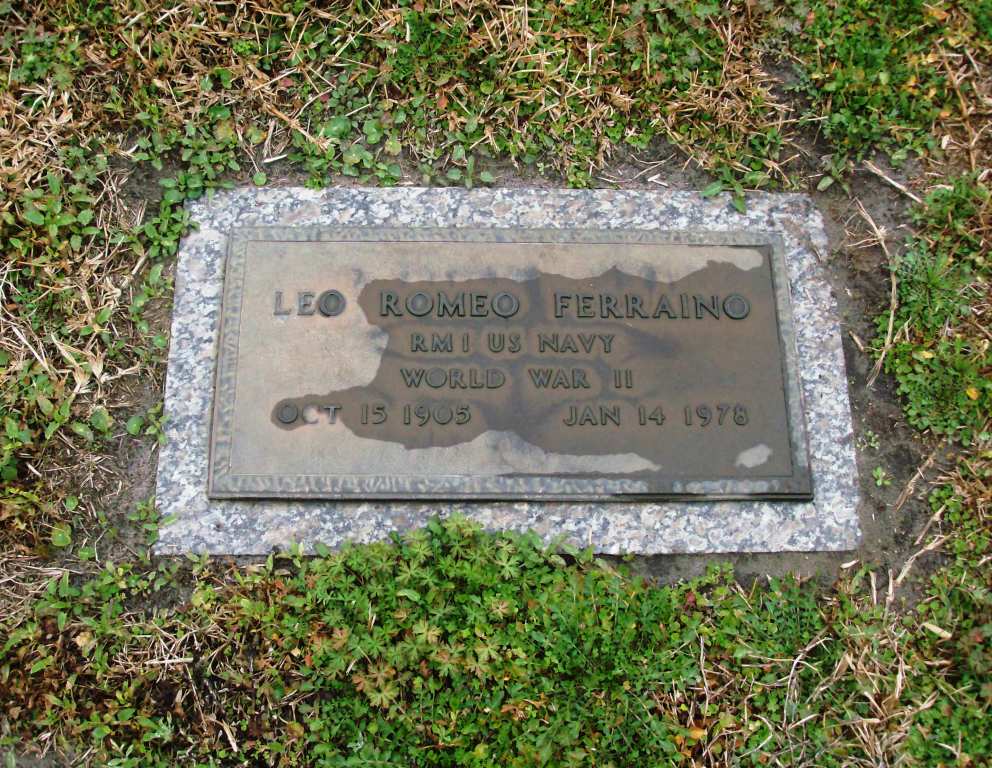 LEO ROMEO FERRAINO
RM1 US NAVY
WORLD WAR II
OCT 15 1905 JAN 14 1978